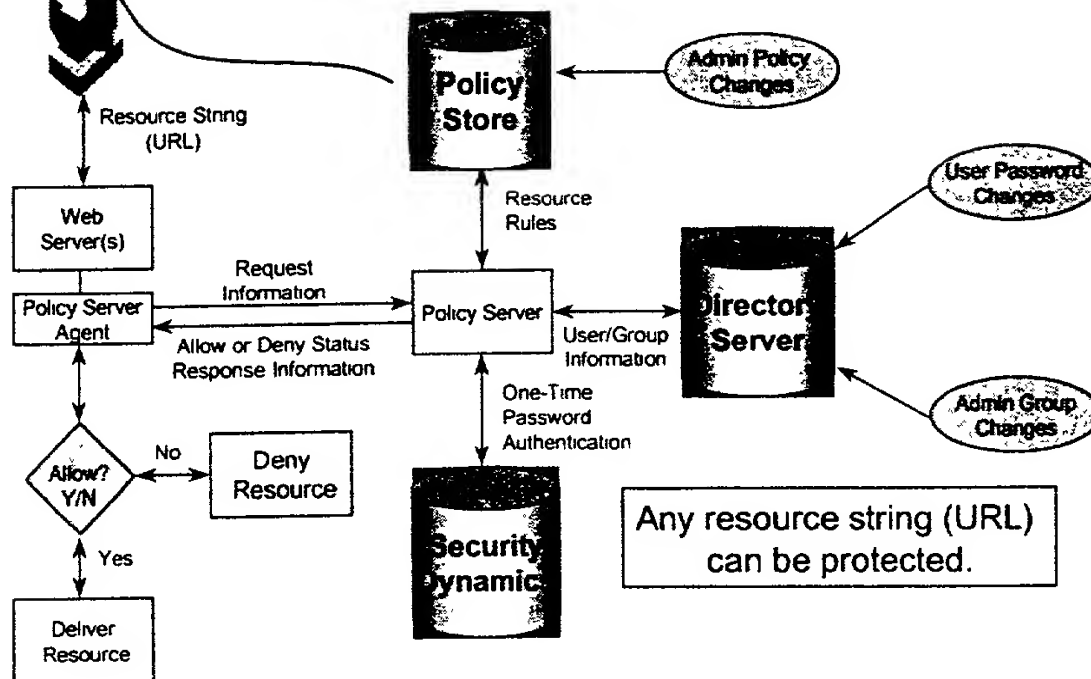 Policy
Store
Admin Policy
Changes
Resource String
(URL)
User Password
Changes
Resource
Rules
Web
Server(s)
Request
Information
Policy Server
Agent
Policy Server
Director
Server
Allow or Deny Status
Response Information
User/Group
Information
One-Time
Password
Authentication
Admin Group
Changes
Allow?
Y/N
No
Deny
Resource
Security
Dynamic
Any resource string (URL)
can be protected.
Yes
Deliver
Resource